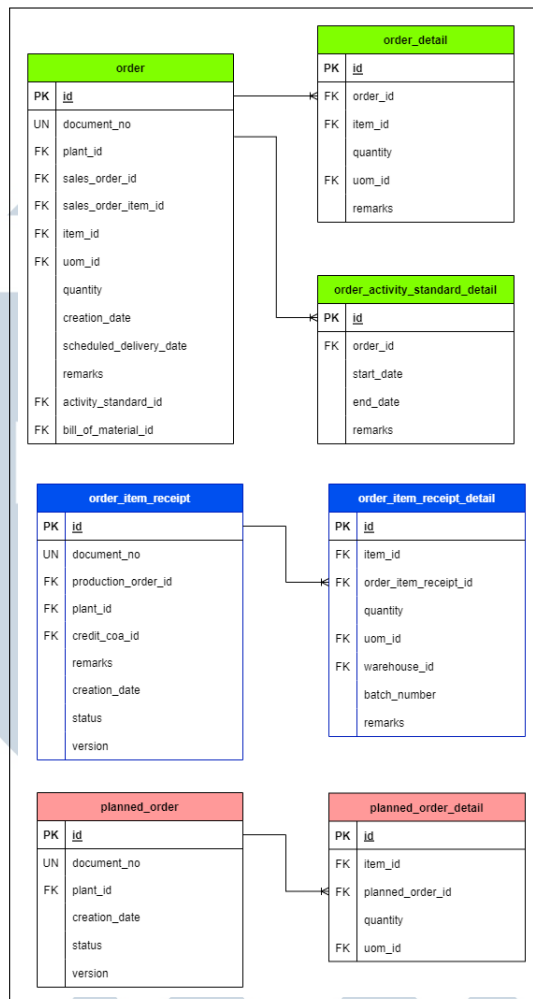 order
PK id
UN document_no
FK plant_id
FK sales_order_id
FK sales_order_item_id
FK item_id
FK uom_id
quantity
creation_date
scheduled_delivery_date
remarks
FK activity_standard_id
FK bill_of_material_id
order_detail
PK id
FK order_id
FK item_id
quantity
FK uom_id
remarks
order_activity_standard_detail
PK id
FK order_id
start_date
end_date
remarks
order_item_receipt
PK id
UN document_no
FK production_order_id
FK plant_id
FK credit_coa_id
remarks
creation_date
status
version
order_item_receipt_detail
PK id
FK item_id
FK order_item_receipt_id
quantity
FK uom_id
FK warehouse_id
batch_number
remarks
planned_order
PK id
UN document_no
FK plant_id
creation_date
status
version
planned_order_detail
PK id
FK item_id
FK planned_order_id
quantity
FK uom_id